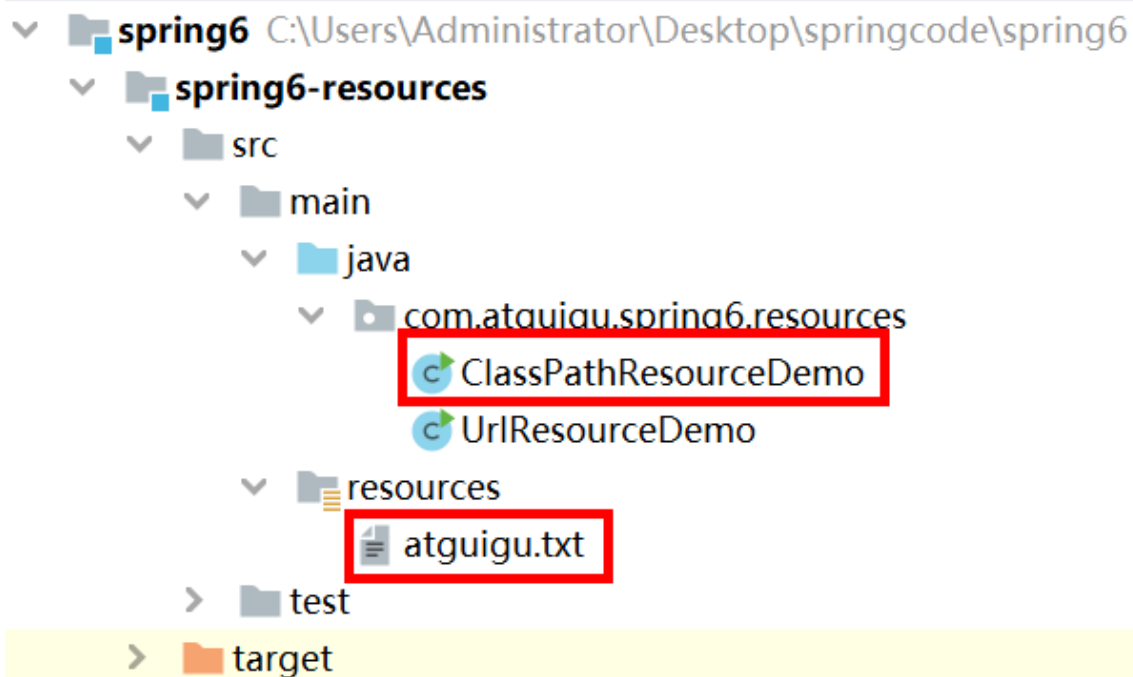 spring6 C:\Users\Administrator\Desktop\springcode\spring6
spring6-resources
src
main
java
com.atguigu.spring6.resources
C ClassPathResourceDemo
C UrlResourceDemo
resources
atguigu.txt
test
target